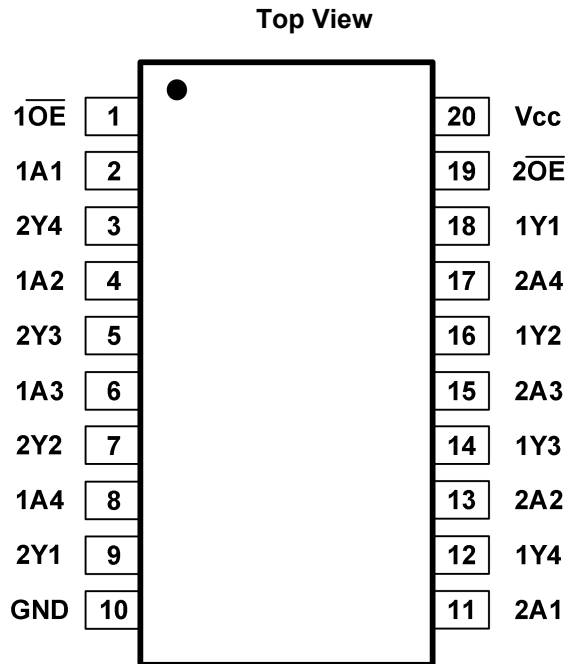 Top View
1O̅E̅ 1 20 Vcc
1A1 2 19 2O̅E̅
2Y4 3 18 1Y1
1A2 4 17 2A4
2Y3 5 16 1Y2
1A3 6 15 2A3
2Y2 7 14 1Y3
1A4 8 13 2A2
2Y1 9 12 1Y4
GND 10 11 2A1